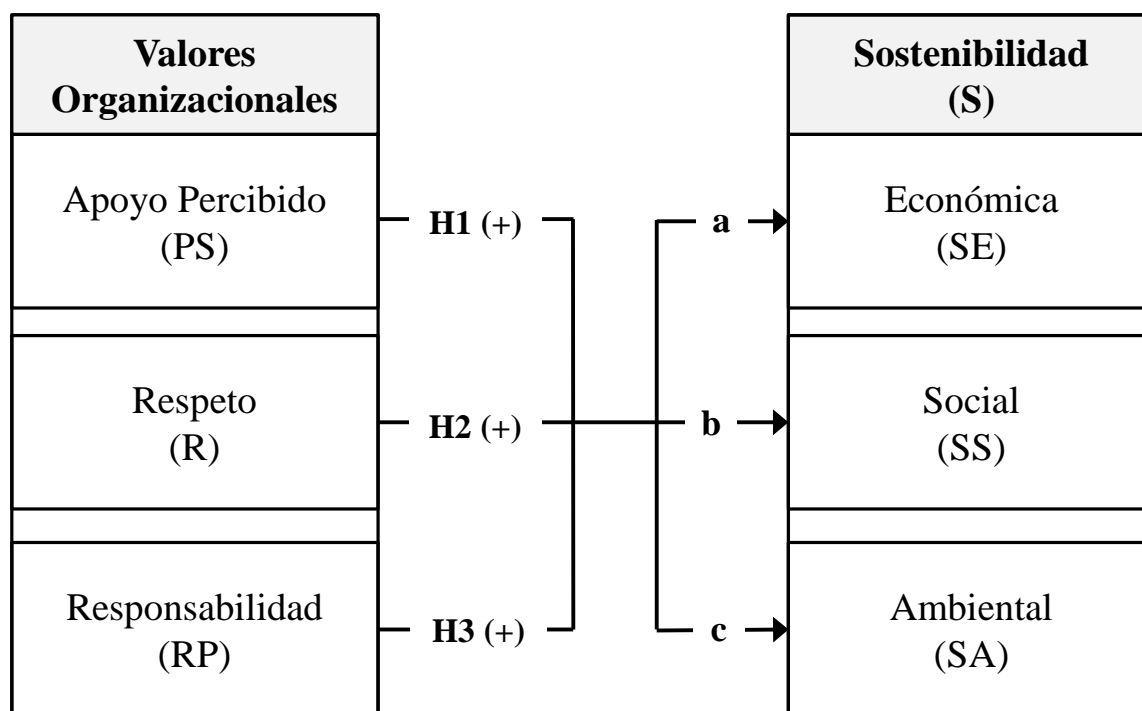 Valores
Organizacionales
Apoyo Percibido
(PS)
Respeto
(R)
Responsabilidad
(RP)
H1 (+)
H2 (+)
H3 (+)
a
b
c
Sostenibilidad
(S)
Económica
(SE)
Social
(SS)
Ambiental
(SA)